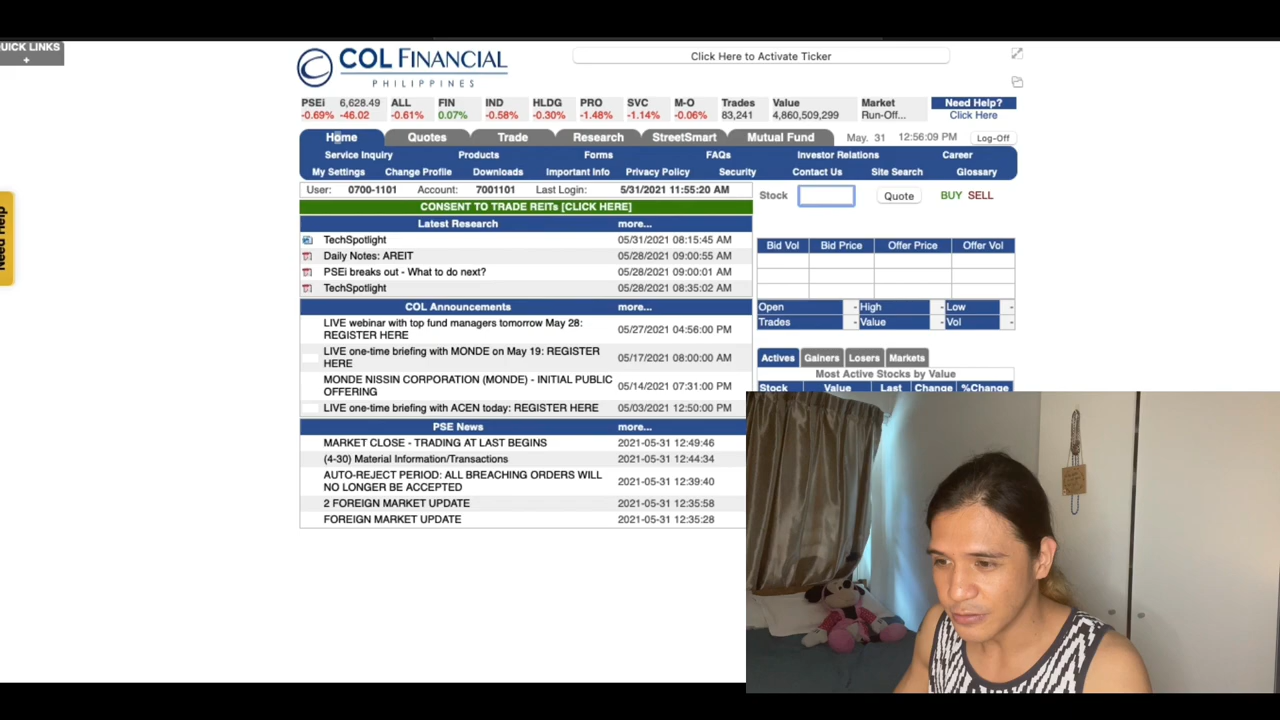 QUICK LINKS
+
COL FINANCIAL
PHILIPPINES
Click Here to Activate Ticker
PSEi 6,628.49 ALL FIN IND HLDG PRO SVC M-O Trades Value Market Need Help?
-0.69% -46.02 -0.61% 0.07% -0.58% -0.30% -1.48% -1.14% -0.06% 83,241 4,860,509,299 Run-Off... Click Here
Home Quotes Trade Research StreetSmart Mutual Fund May. 31 12:56:09 PM Log-Off
Service Inquiry Products Forms FAQs Investor Relations Career
My Settings Change Profile Downloads Important Info Privacy Policy Security Contact Us Site Search Glossary
User: 0700-1101 Account: 7001101 Last Login: 5/31/2021 11:55:20 AM
Stock Quote BUY SELL
CONSENT TO TRADE REITs [CLICK HERE]
Latest Research more...
TechSpotlight 05/31/2021 08:15:45 AM
Daily Notes: AREIT 05/28/2021 09:00:55 AM
PSEi breaks out - What to do next? 05/28/2021 09:00:01 AM
TechSpotlight 05/28/2021 08:35:02 AM
COL Announcements more...
LIVE webinar with top fund managers tomorrow May 28:
REGISTER HERE 05/27/2021 04:56:00 PM
LIVE one-time briefing with MONDE on May 19: REGISTER
HERE 05/17/2021 08:00:00 AM
MONDE NISSIN CORPORATION (MONDE) - INITIAL PUBLIC
OFFERING 05/14/2021 07:31:00 PM
LIVE one-time briefing with ACEN today: REGISTER HERE 05/03/2021 12:50:00 PM
PSE News more...
MARKET CLOSE - TRADING AT LAST BEGINS 2021-05-31 12:49:46
(4-30) Material Information/Transactions 2021-05-31 12:44:34
AUTO-REJECT PERIOD: ALL BREACHING ORDERS WILL
NO LONGER BE ACCEPTED 2021-05-31 12:39:40
2 FOREIGN MARKET UPDATE 2021-05-31 12:35:58
FOREIGN MARKET UPDATE 2021-05-31 12:35:28
Bid Vol Bid Price Offer Price Offer Vol
Open - High - Low -
Trades - Value - Vol -
Actives Gainers Losers Markets
Most Active Stocks by Value
Stock Value Last Change %Change
Need Help